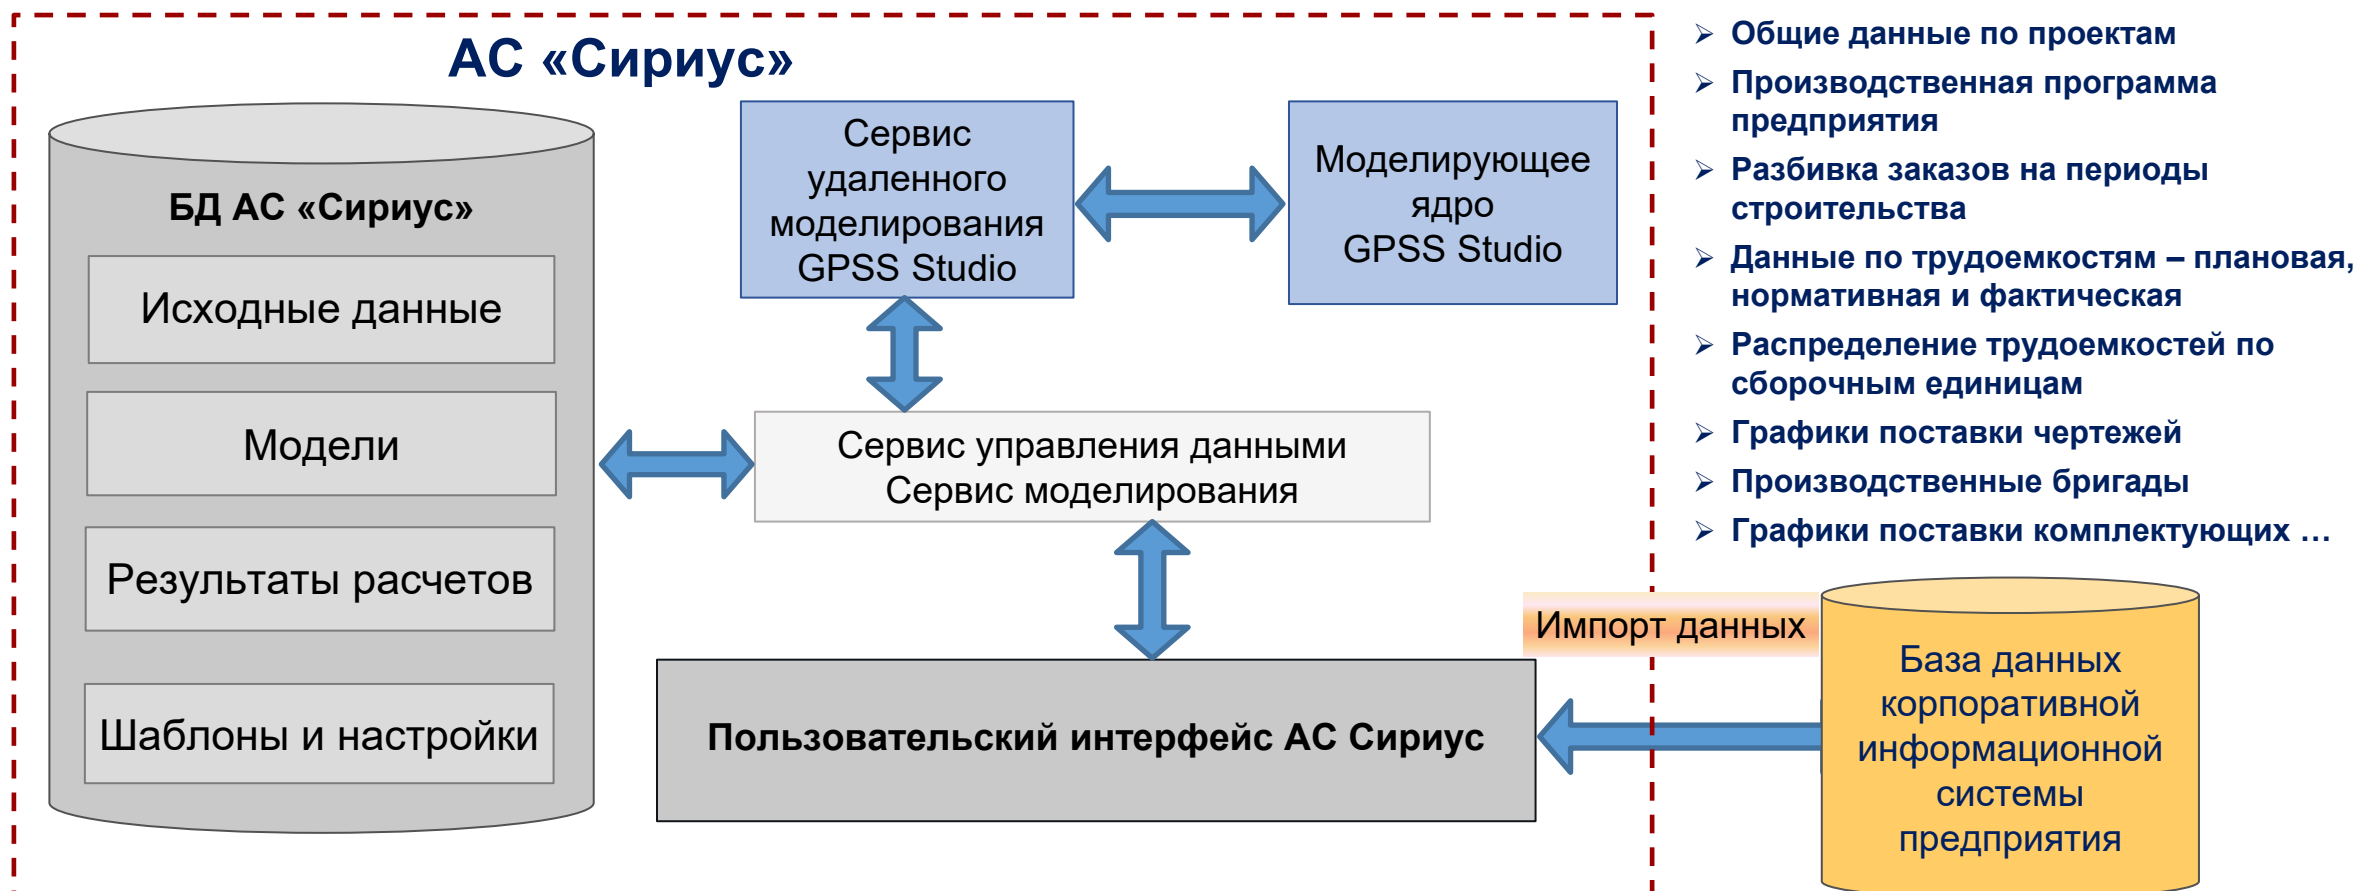 АС «Сириус»
БД АС «Сириус»
Исходные данные
Модели
Результаты расчетов
Шаблоны и настройки
Сервис
удаленного
моделирования
GPSS Studio
Моделирующее
ядро
GPSS Studio
Сервис управления данными
Сервис моделирования
Пользовательский интерфейс АС Сириус
➢ Общие данные по проектам
➢ Производственная программа
предприятия
➢ Разбивка заказов на периоды
строительства
➢ Данные по трудоемкостям – плановая,
нормативная и фактическая
➢ Распределение трудоемкостей по
сборочным единицам
➢ Графики поставки чертежей
➢ Производственные бригады
➢ Графики поставки комплектующих …
Импорт данных
База данных
корпоративной
информационной
системы
предприятия